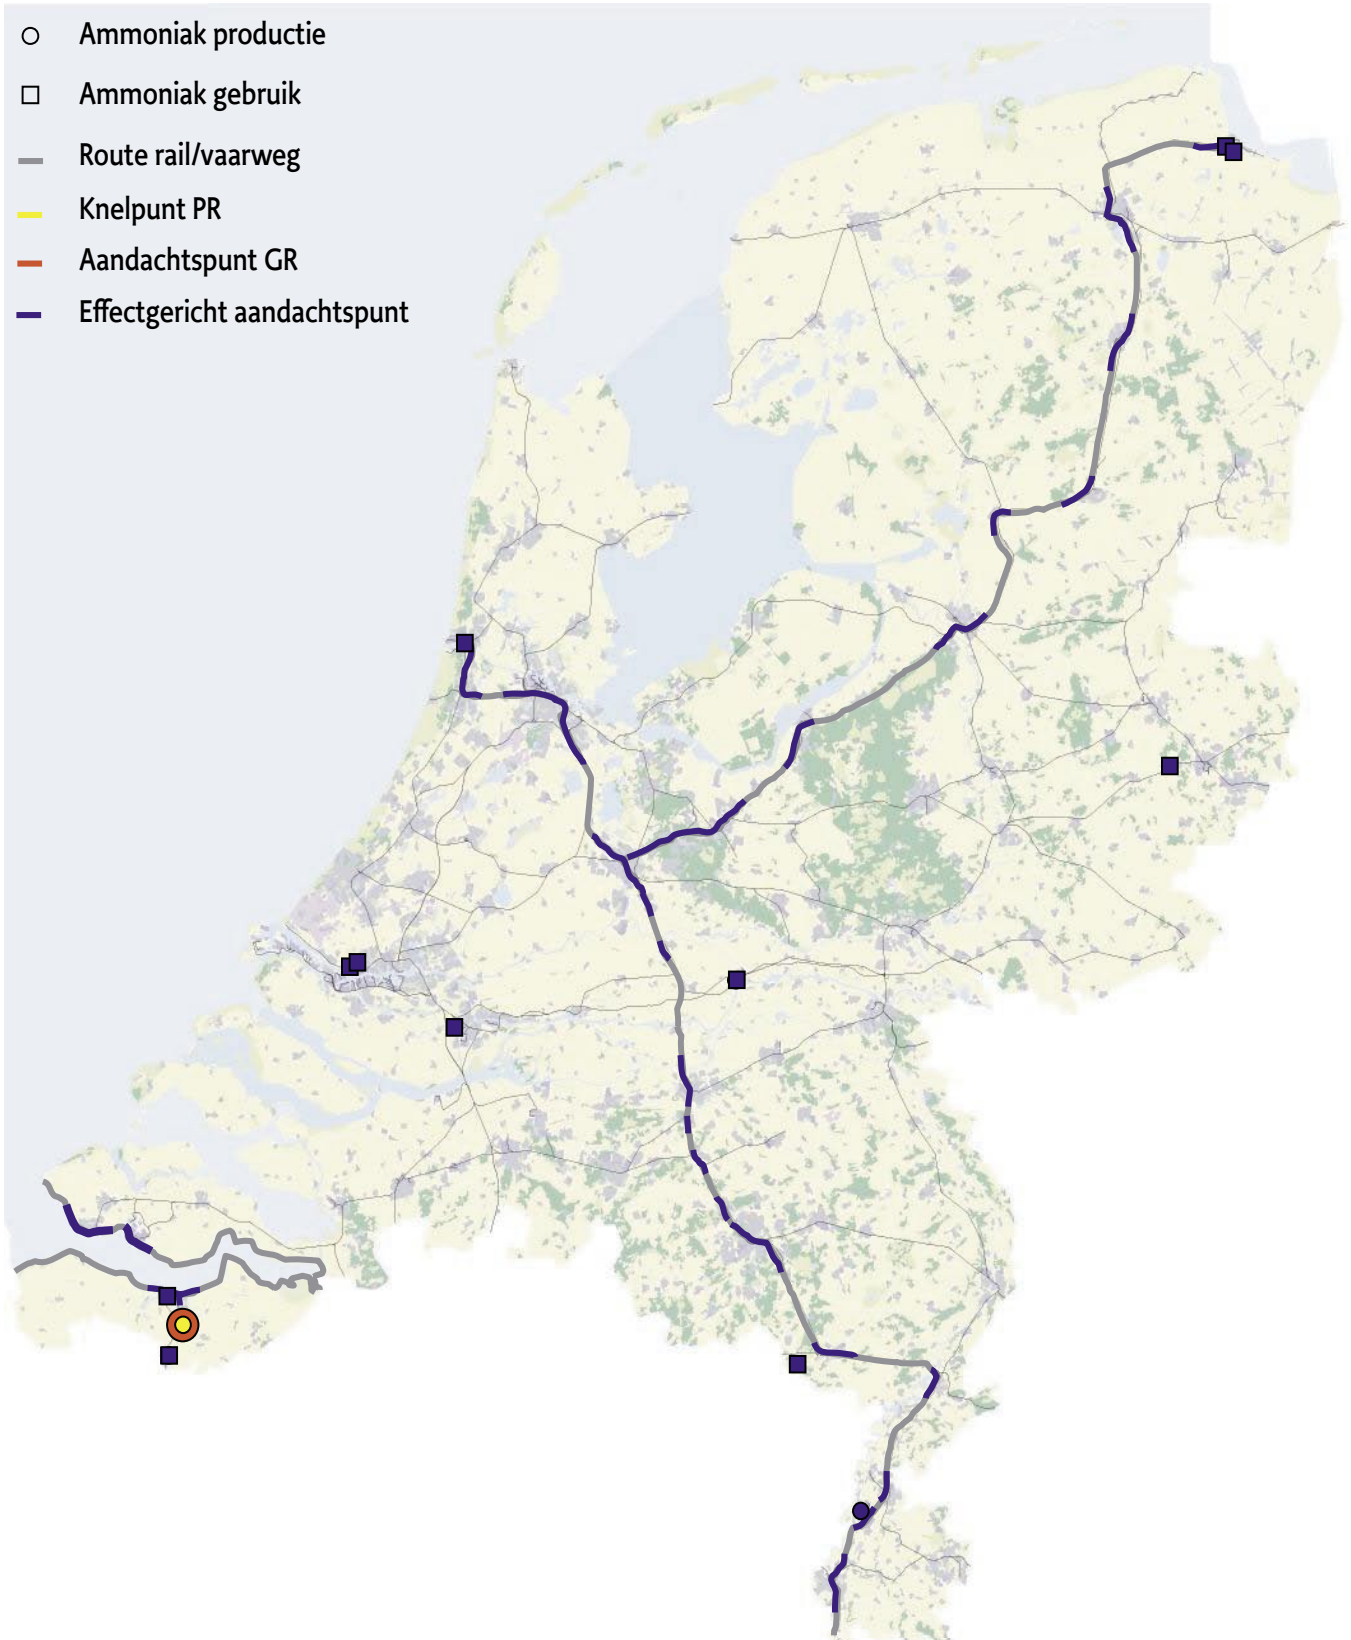 Ammoniak productie
Ammoniak gebruik
Route rail/vaarweg
Knelpunt PR
Aandachtspunt GR
Effectgericht aandachtspunt